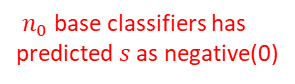 n₀ base classifiers has
predicted s as negative(0)